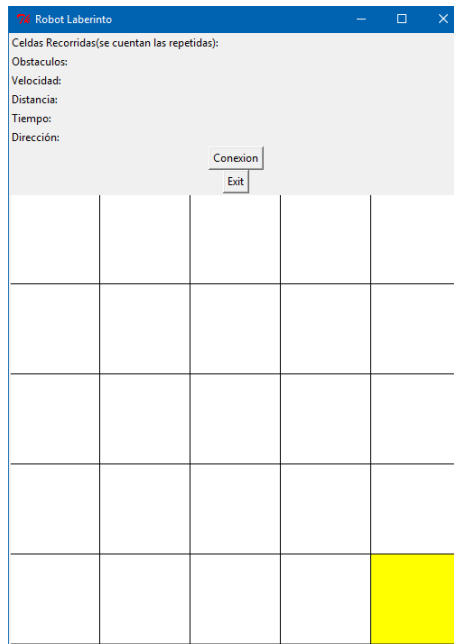 Robot Laberinto
Celdas Recorridas(se cuentan las repetidas):
Obstaculos:
Velocidad:
Distancia:
Tiempo:
Dirección:
Conexion
Exit